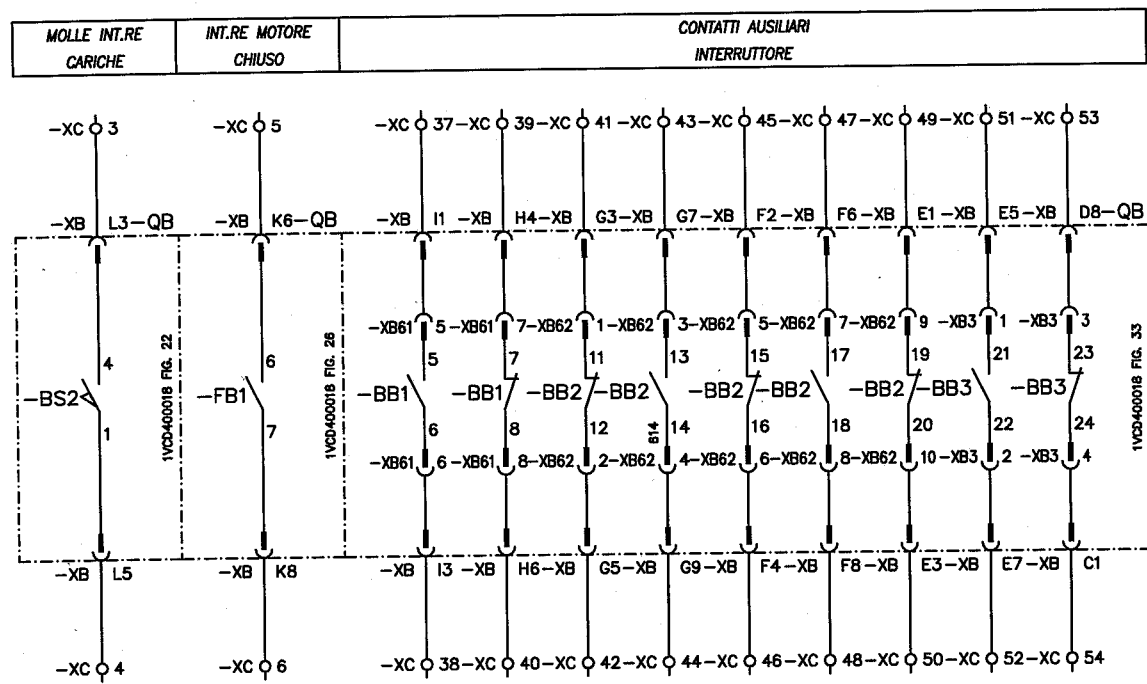 MOLLE INT.RE
CARICHE
INT.RE MOTORE
CHIUSO
CONTATTI AUSILIARI
INTERRUTTORE
-XC 3 -XC 5 -XC 37-XC 39-XC 41-XC 43-XC 45-XC 47-XC 49-XC 51-XC 53
-XB L3-QB -XB K6-QB -XB I1 -XB H4-XB G3-XB G7-XB F2-XB F6-XB E1-XB E5-XB D8-QB
-XB61 5-XB61 7-XB62 1-XB62 3-XB62 5-XB62 7-XB62 9-XB3 1 -XB3 3
4 6 5 7 11 13 15 17 19 21 23
-BS2 -FB1 -BB1 -BB1 -BB2 -BB2 -BB2 -BB2 -BB2 -BB3 -BB3
1 7 6 8 12 14 16 18 20 22 24
614
1VCD400018 FIG. 22
1VCD400018 FIG. 26
1VCD400018 FIG. 33
-XB61 6-XB61 8-XB62 2-XB62 4-XB62 6-XB62 8-XB62 10-XB3 2 -XB3 4
-XB L5 -XB K8 -XB I3 -XB H6-XB G5-XB G9-XB F4-XB F8-XB E3-XB E7-XB C1
-XC 4 -XC 6 -XC 38-XC 40-XC 42-XC 44-XC 46-XC 48-XC 50-XC 52-XC 54